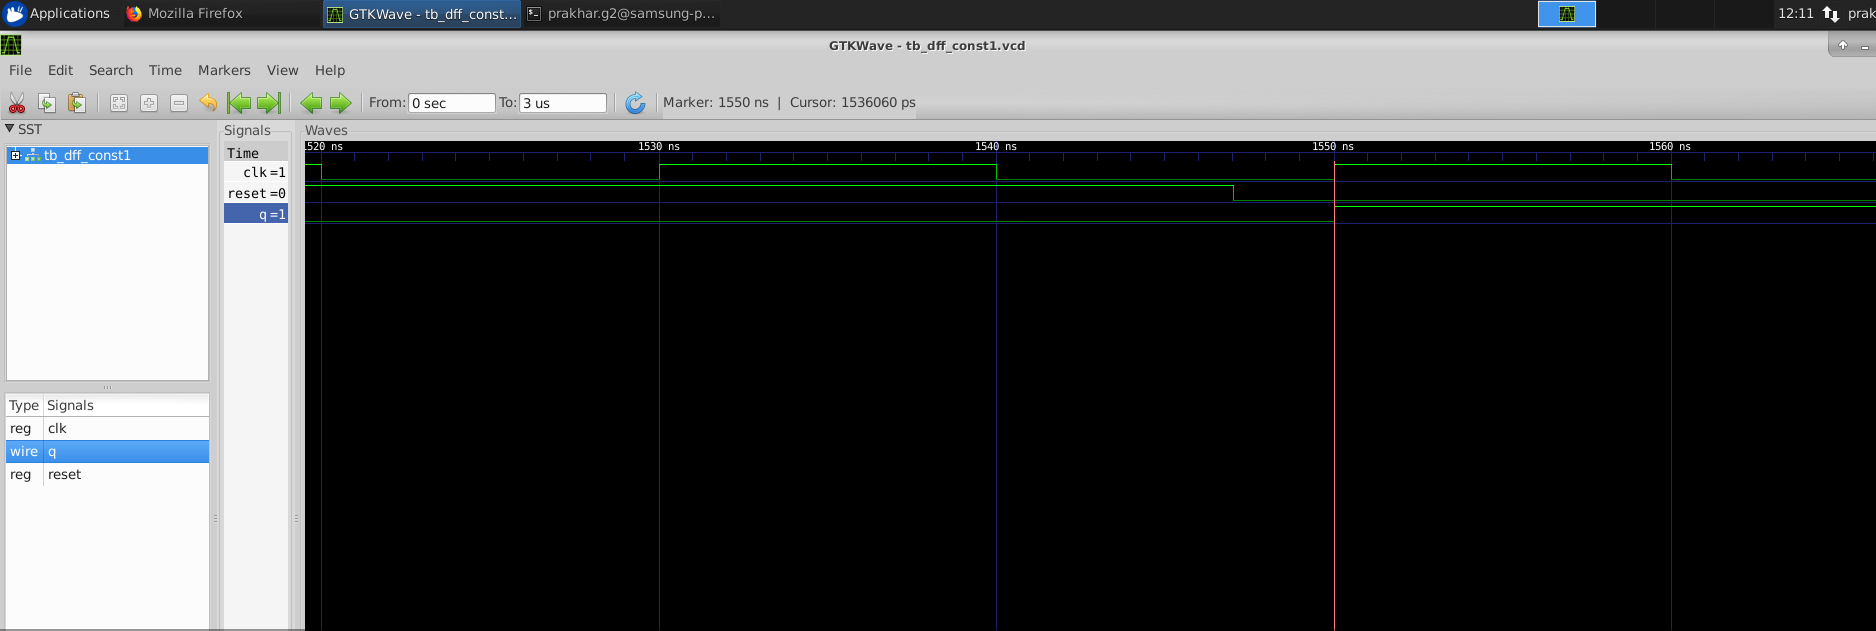 Applications Mozilla Firefox GTKWave - tb_dff_const... prakhar.g2@samsung-p... 12:11 prak
GTKWave - tb_dff_const1.vcd
File Edit Search Time Markers View Help
From: 0 sec To: 3 us Marker: 1550 ns | Cursor: 1536060 ps
SST
tb_dff_const1
Type Signals
reg clk
wire q
reg reset
Signals
Time
clk=1
reset=0
q=1
Waves
520 ns 1530 ns 1540 ns 1550 ns 1560 ns